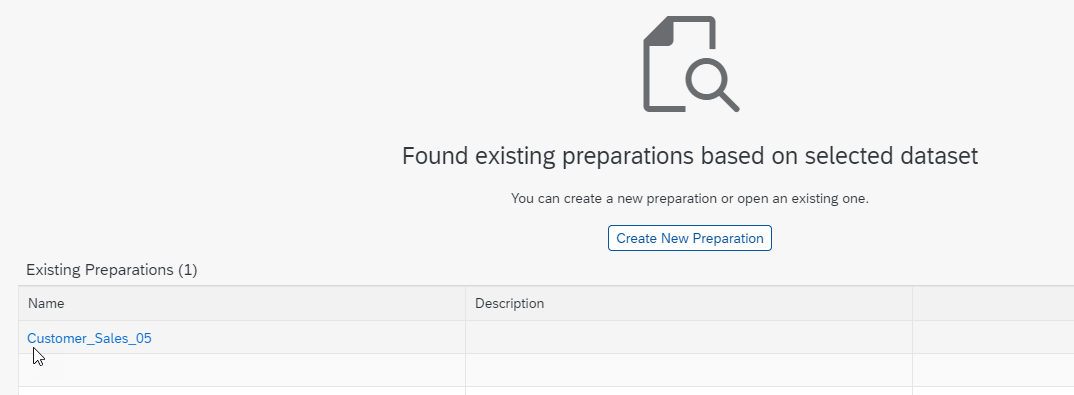 Found existing preparations based on selected dataset
You can create a new preparation or open an existing one.
Create New Preparation
Existing Preparations (1)
Name Description
Customer_Sales_05